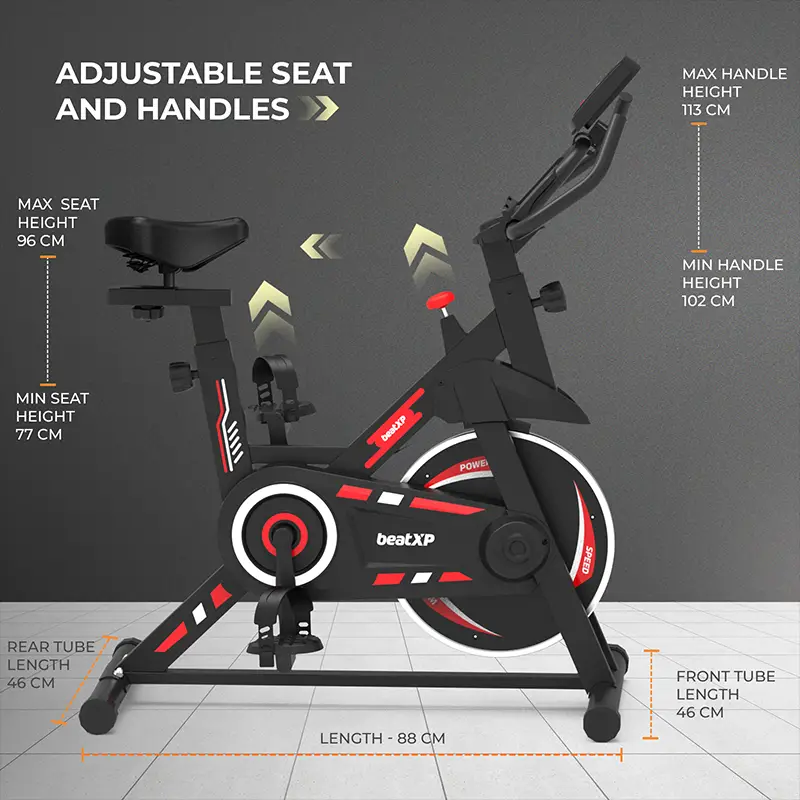 ADJUSTABLE SEAT
AND HANDLES
MAX HANDLE
HEIGHT
113 CM
MAX SEAT
HEIGHT
96 CM
MIN HANDLE
HEIGHT
102 CM
MIN SEAT
HEIGHT
77 CM
beatXP
POWER
beatXP
SPEED
REAR TUBE
LENGTH
46 CM
FRONT TUBE
LENGTH
46 CM
LENGTH - 88 CM